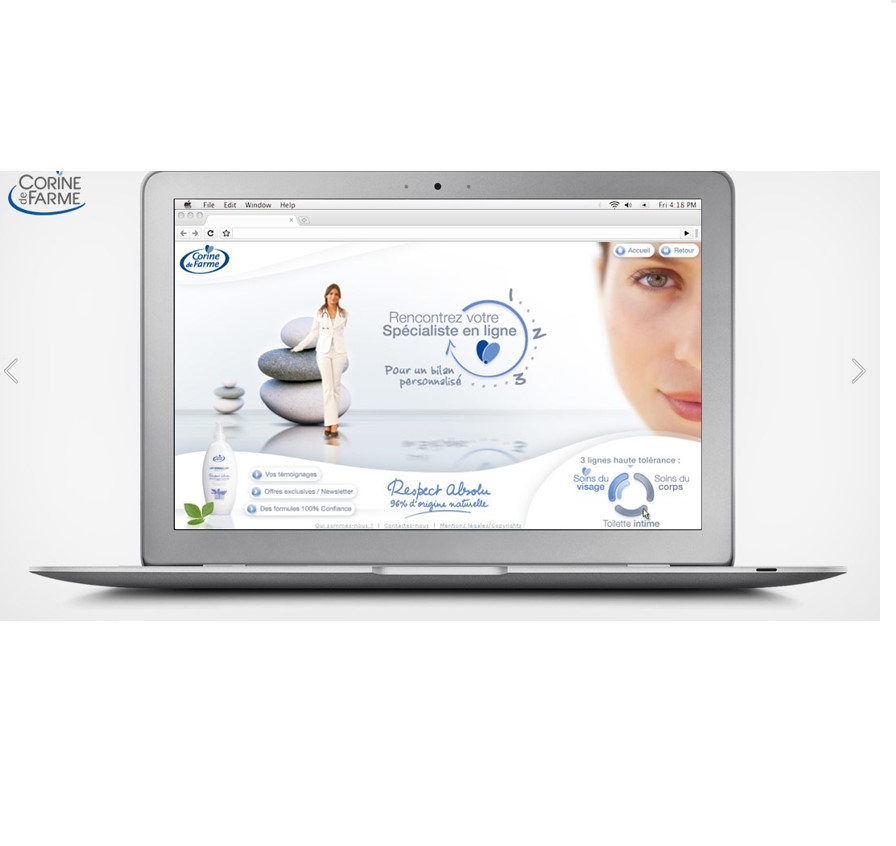 CORINE
de FARME
File Edit Window Help
Fri 4:18 PM
Corine
de Farme
Accueil
Retour
Rencontrez votre
Spécialiste en ligne
Pour un bilan
personnalisé
1
2
3
Vos témoignages
Offres exclusives / Newsletter
Des formules 100% Confiance
Respect Absolu
96% d'origine naturelle
3 lignes haute tolérance :
Soins du
visage
Soins du
corps
Toilette intime
Qui sommes-nous ? | Contactez-nous | Mentions légales/Copyrights